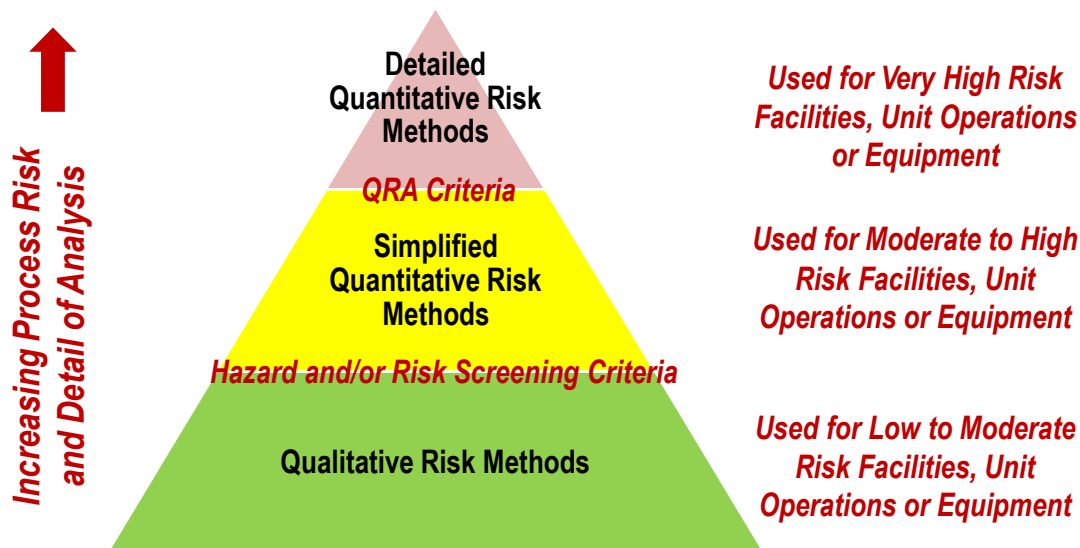 Increasing Process Risk
and Detail of Analysis
Detailed
Quantitative Risk
Methods
Used for Very High Risk
Facilities, Unit Operations
or Equipment
QRA Criteria
Simplified
Quantitative Risk
Methods
Used for Moderate to High
Risk Facilities, Unit
Operations or Equipment
Hazard and/or Risk Screening Criteria
Qualitative Risk Methods
Used for Low to Moderate
Risk Facilities, Unit
Operations or Equipment